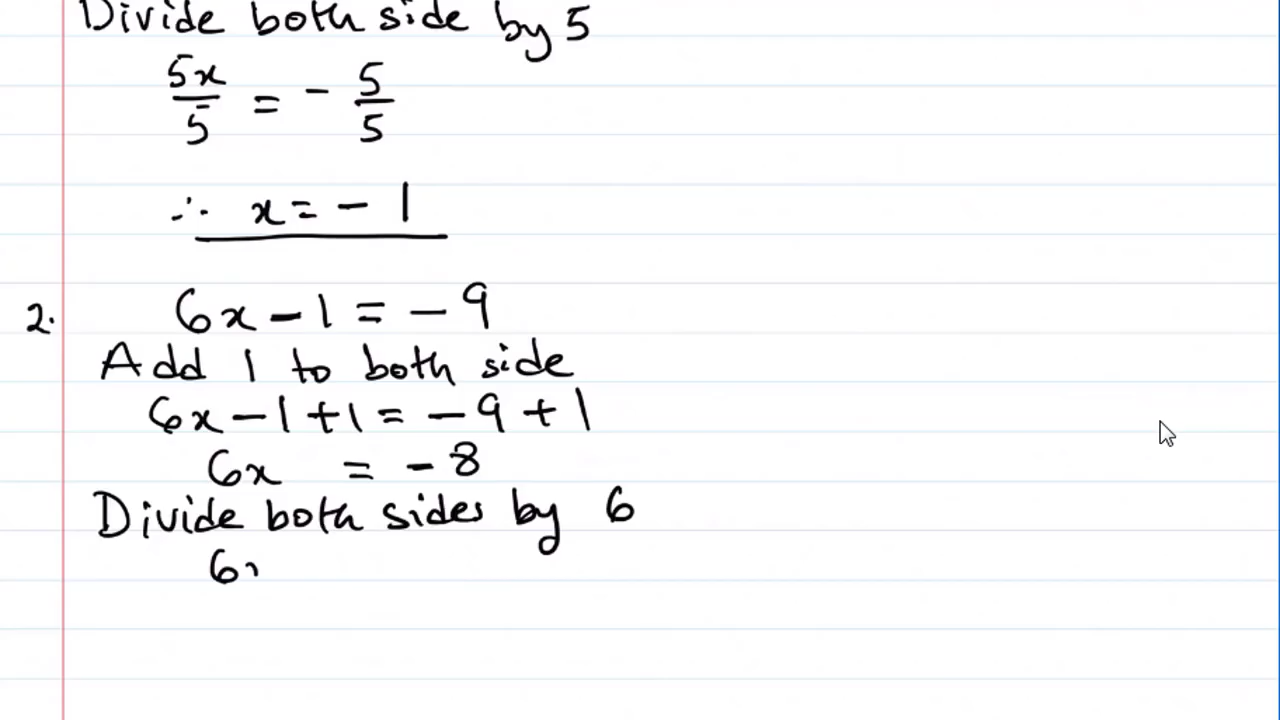 Divide both side by 5
5x/5 = - 5/5
∴ x = - 1
2. 6x - 1 = - 9
Add 1 to both side
6x - 1 + 1 = - 9 + 1
6x = - 8
Divide both sides by 6
6